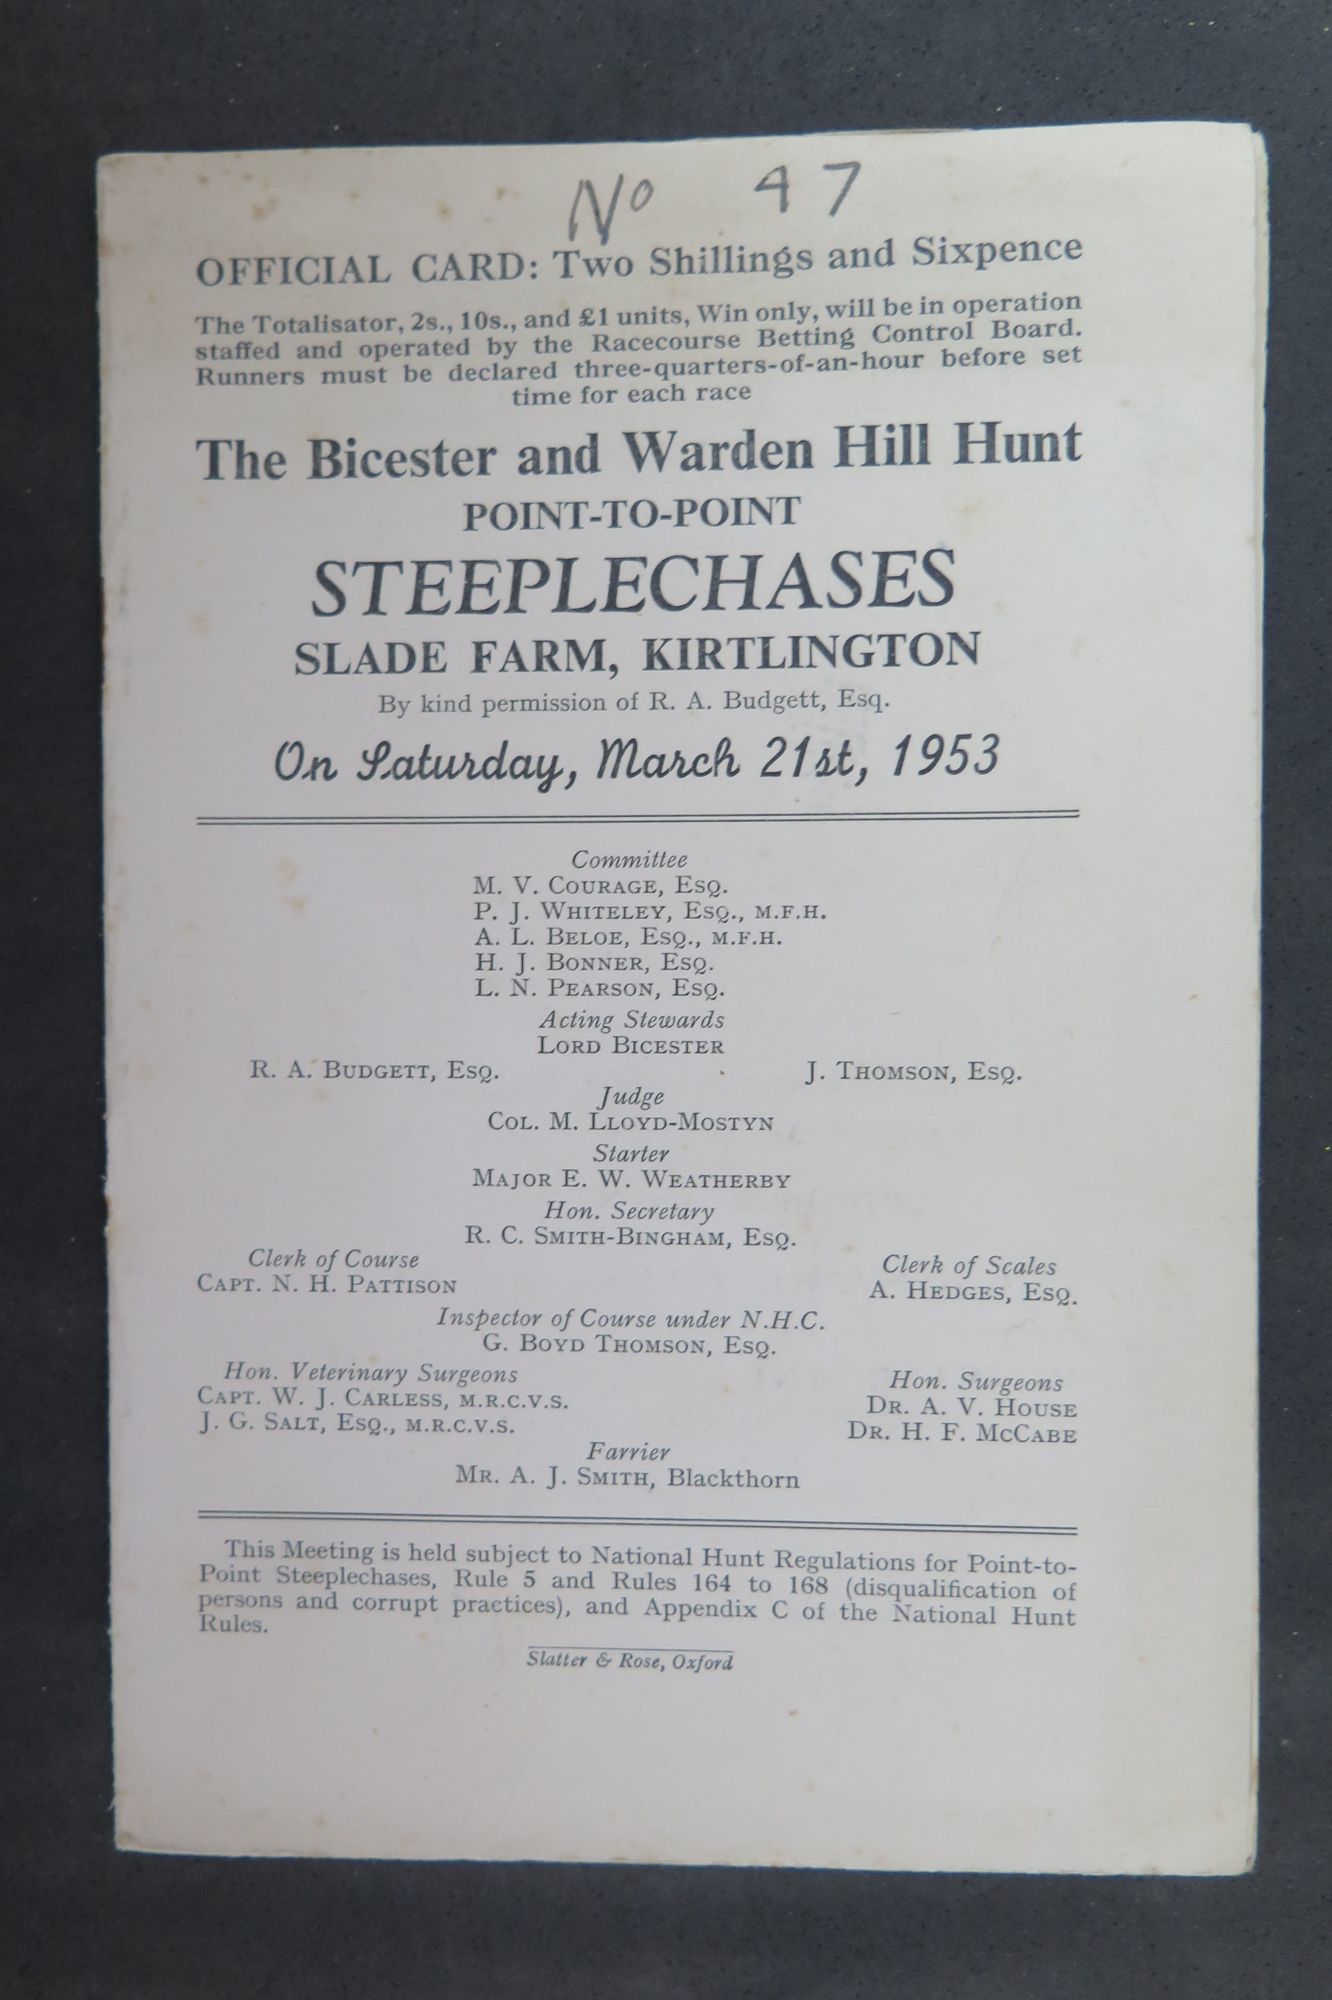 No 47
OFFICIAL CARD: Two Shillings and Sixpence
The Totalisator, 2s., 10s., and £1 units, Win only, will be in operation
staffed and operated by the Racecourse Betting Control Board.
Runners must be declared three-quarters-of-an-hour before set
time for each race
The Bicester and Warden Hill Hunt
POINT-TO-POINT
STEEPLECHASES
SLADE FARM, KIRTLINGTON
By kind permission of R. A. Budgett, Esq.
On Saturday, March 21st, 1953
Committee
M. V. COURAGE, ESQ.
P. J. WHITELEY, ESQ., M.F.H.
A. L. BELOE, ESQ., M.F.H.
H. J. BONNER, ESQ.
L. N. PEARSON, ESQ.
Acting Stewards
LORD BICESTER
R. A. BUDGETT, ESQ. J. THOMSON, ESQ.
Judge
COL. M. LLOYD-MOSTYN
Starter
MAJOR E. W. WEATHERBY
Hon. Secretary
R. C. SMITH-BINGHAM, ESQ.
Clerk of Course Clerk of Scales
CAPT. N. H. PATTISON A. HEDGES, ESQ.
Inspector of Course under N.H.C.
G. BOYD THOMSON, ESQ.
Hon. Veterinary Surgeons Hon. Surgeons
CAPT. W. J. CARLESS, M.R.C.V.S. DR. A. V. HOUSE
J. G. SALT, ESQ., M.R.C.V.S. DR. H. F. MCCABE
Farrier
MR. A. J. SMITH, Blackthorn
This Meeting is held subject to National Hunt Regulations for Point-to-
Point Steeplechases, Rule 5 and Rules 164 to 168 (disqualification of
persons and corrupt practices), and Appendix C of the National Hunt
Rules.
Slatter & Rose, Oxford